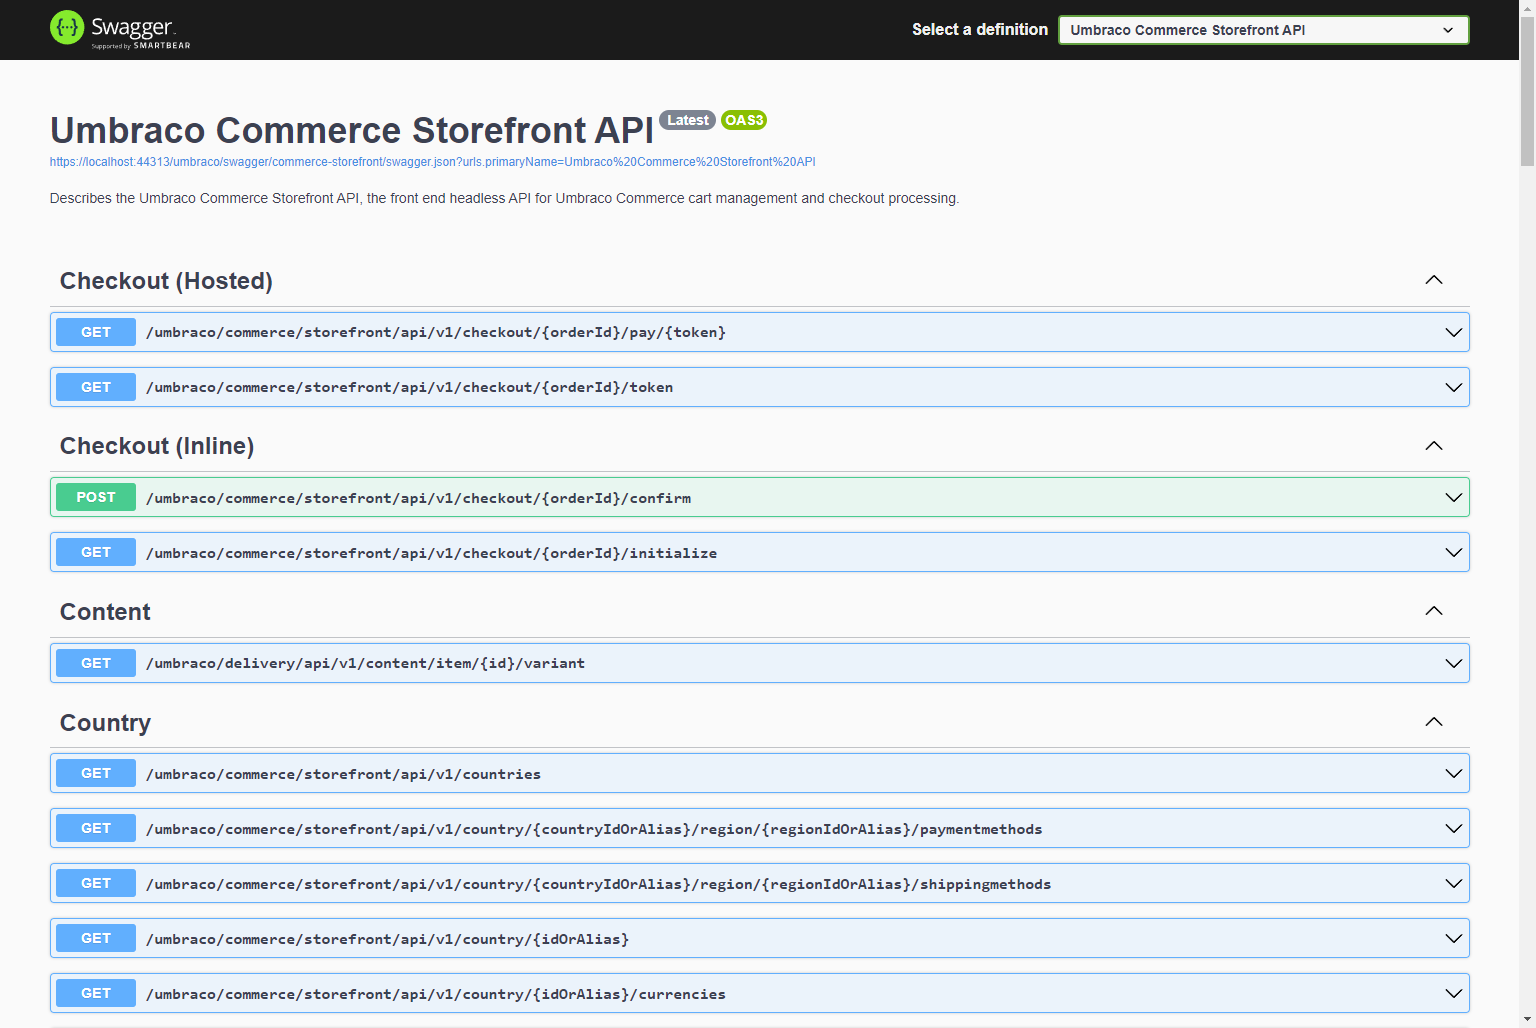 Swagger.
Supported by SMARTBEAR
Select a definition
Umbraco Commerce Storefront API
Umbraco Commerce Storefront API Latest OAS3
https://localhost:44313/umbraco/swagger/commerce-storefront/swagger.json?urls.primaryName=Umbraco%20Commerce%20Storefront%20API
Describes the Umbraco Commerce Storefront API, the front end headless API for Umbraco Commerce cart management and checkout processing.
Checkout (Hosted)
GET /umbraco/commerce/storefront/api/v1/checkout/{orderId}/pay/{token}
GET /umbraco/commerce/storefront/api/v1/checkout/{orderId}/token
Checkout (Inline)
POST /umbraco/commerce/storefront/api/v1/checkout/{orderId}/confirm
GET /umbraco/commerce/storefront/api/v1/checkout/{orderId}/initialize
Content
GET /umbraco/delivery/api/v1/content/item/{id}/variant
Country
GET /umbraco/commerce/storefront/api/v1/countries
GET /umbraco/commerce/storefront/api/v1/country/{countryIdOrAlias}/region/{regionIdOrAlias}/paymentmethods
GET /umbraco/commerce/storefront/api/v1/country/{countryIdOrAlias}/region/{regionIdOrAlias}/shippingmethods
GET /umbraco/commerce/storefront/api/v1/country/{idOrAlias}
GET /umbraco/commerce/storefront/api/v1/country/{idOrAlias}/currencies